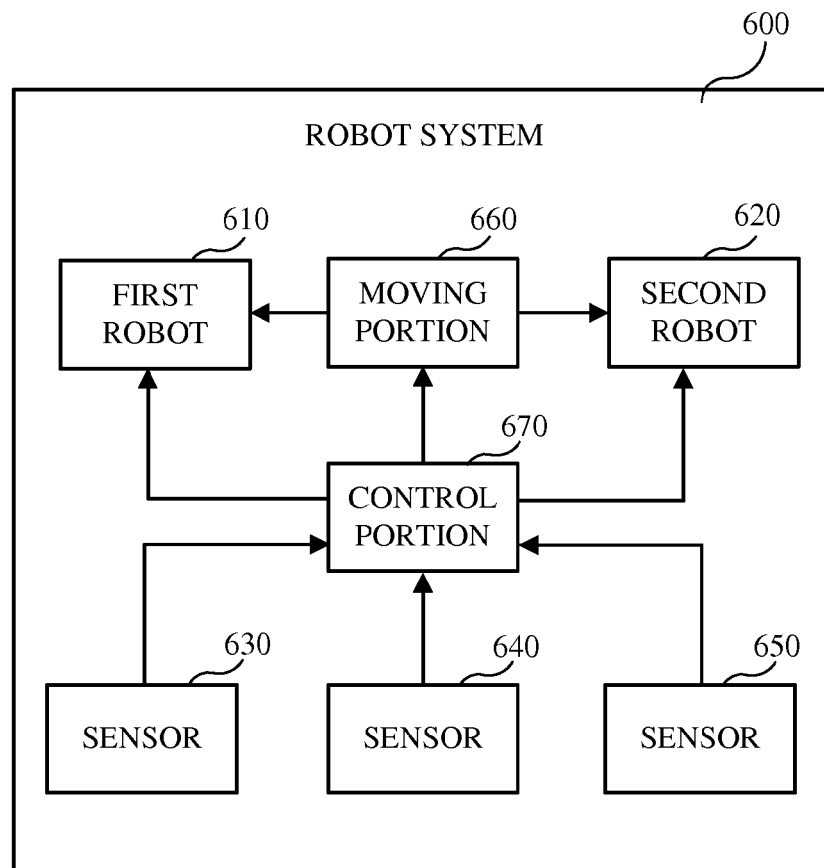 600
ROBOT SYSTEM
610
660
620
FIRST
ROBOT
MOVING
PORTION
SECOND
ROBOT
670
CONTROL
PORTION
630
640
650
SENSOR
SENSOR
SENSOR